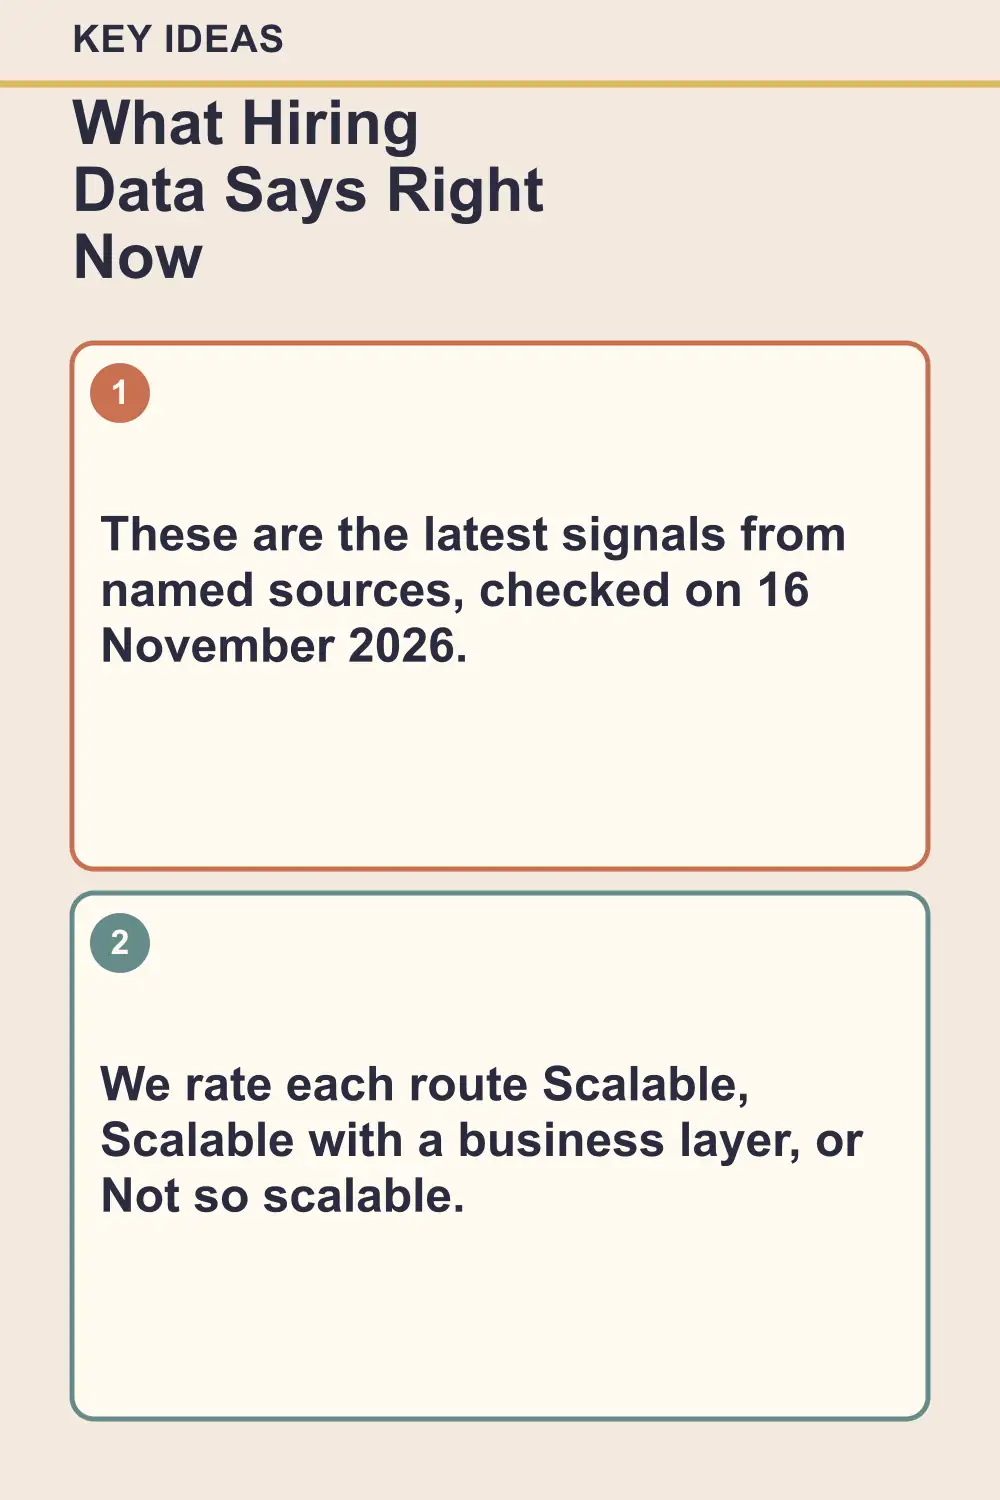 KEY IDEAS
What Hiring
Data Says Right
Now
1
These are the latest signals from
named sources, checked on 16
November 2026.
2
We rate each route Scalable,
Scalable with a business layer, or
Not so scalable.